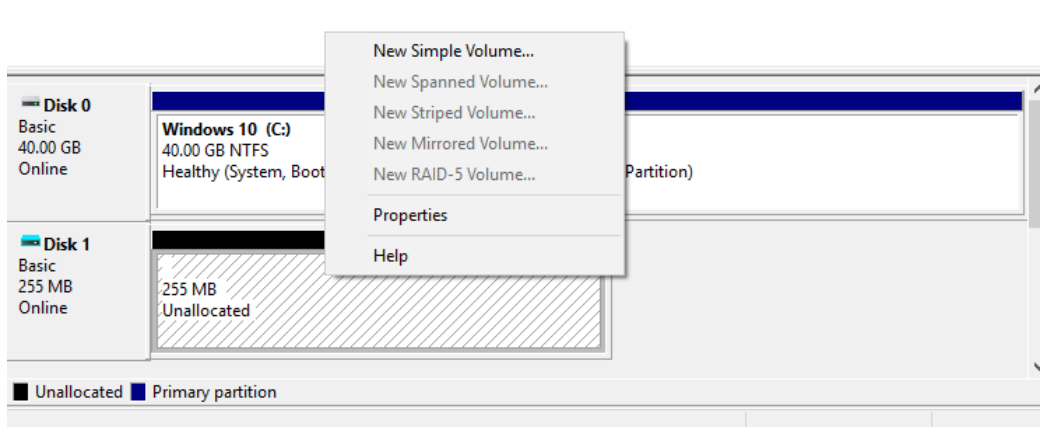 New Simple Volume...
New Spanned Volume...
New Striped Volume...
New Mirrored Volume...
New RAID-5 Volume...
Properties
Help
Disk 0
Basic
40.00 GB
Online
Windows 10 (C:)
40.00 GB NTFS
Healthy (System, Boot
Partition)
Disk 1
Basic
255 MB
Online
255 MB
Unallocated
Unallocated Primary partition